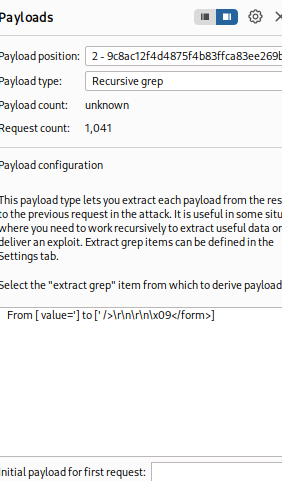 Payloads
Payload position: 2 - 9c8ac12f4d4875f4b83ffca83ee269b
Payload type: Recursive grep
Payload count: unknown
Request count: 1,041
Payload configuration
This payload type lets you extract each payload from the res
to the previous request in the attack. It is useful in some situ
where you need to work recursively to extract useful data or
deliver an exploit. Extract grep items can be defined in the
Settings tab.
Select the "extract grep" item from which to derive payload
From [ value='] to [' />\r\n\r\n\x09</form>]
Initial payload for first request: